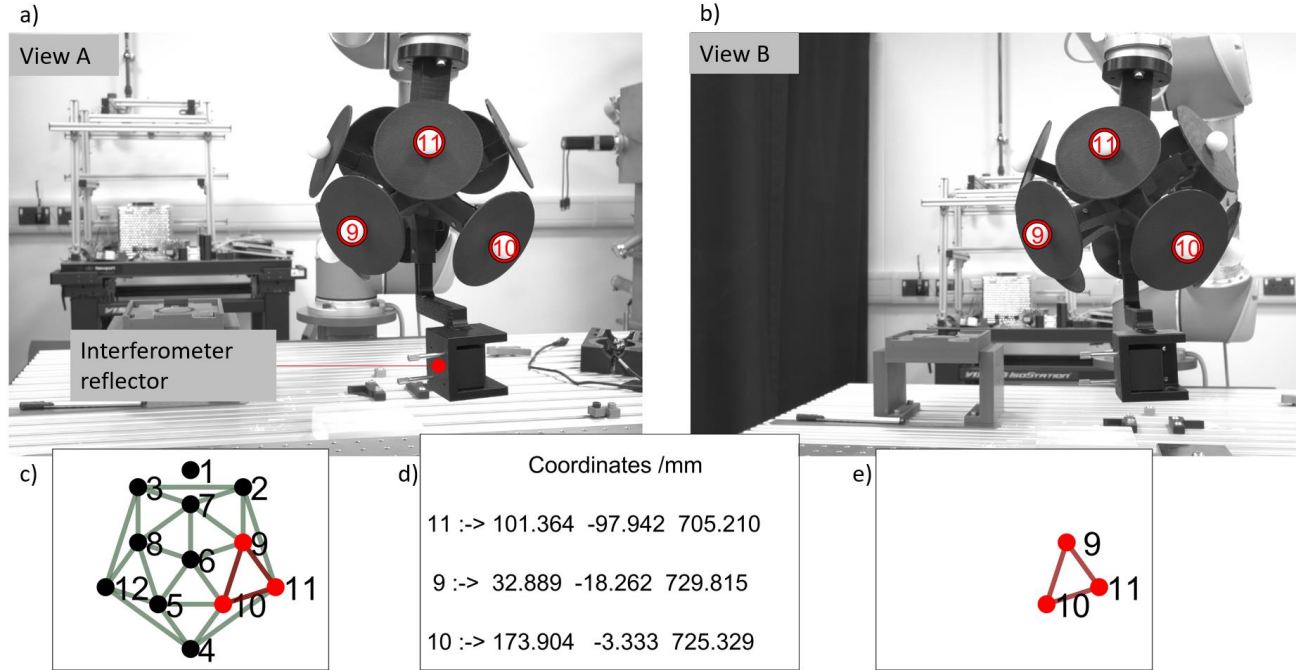 a)
View A
11
9
10
Interferometer
reflector
b)
View B
11
9
10
c)
1
3
2
7
8
6
9
12
5
10
11
4
d)
Coordinates /mm
11 :-> 101.364 -97.942 705.210
9 :-> 32.889 -18.262 729.815
10 :-> 173.904 -3.333 725.329
e)
9
11
10